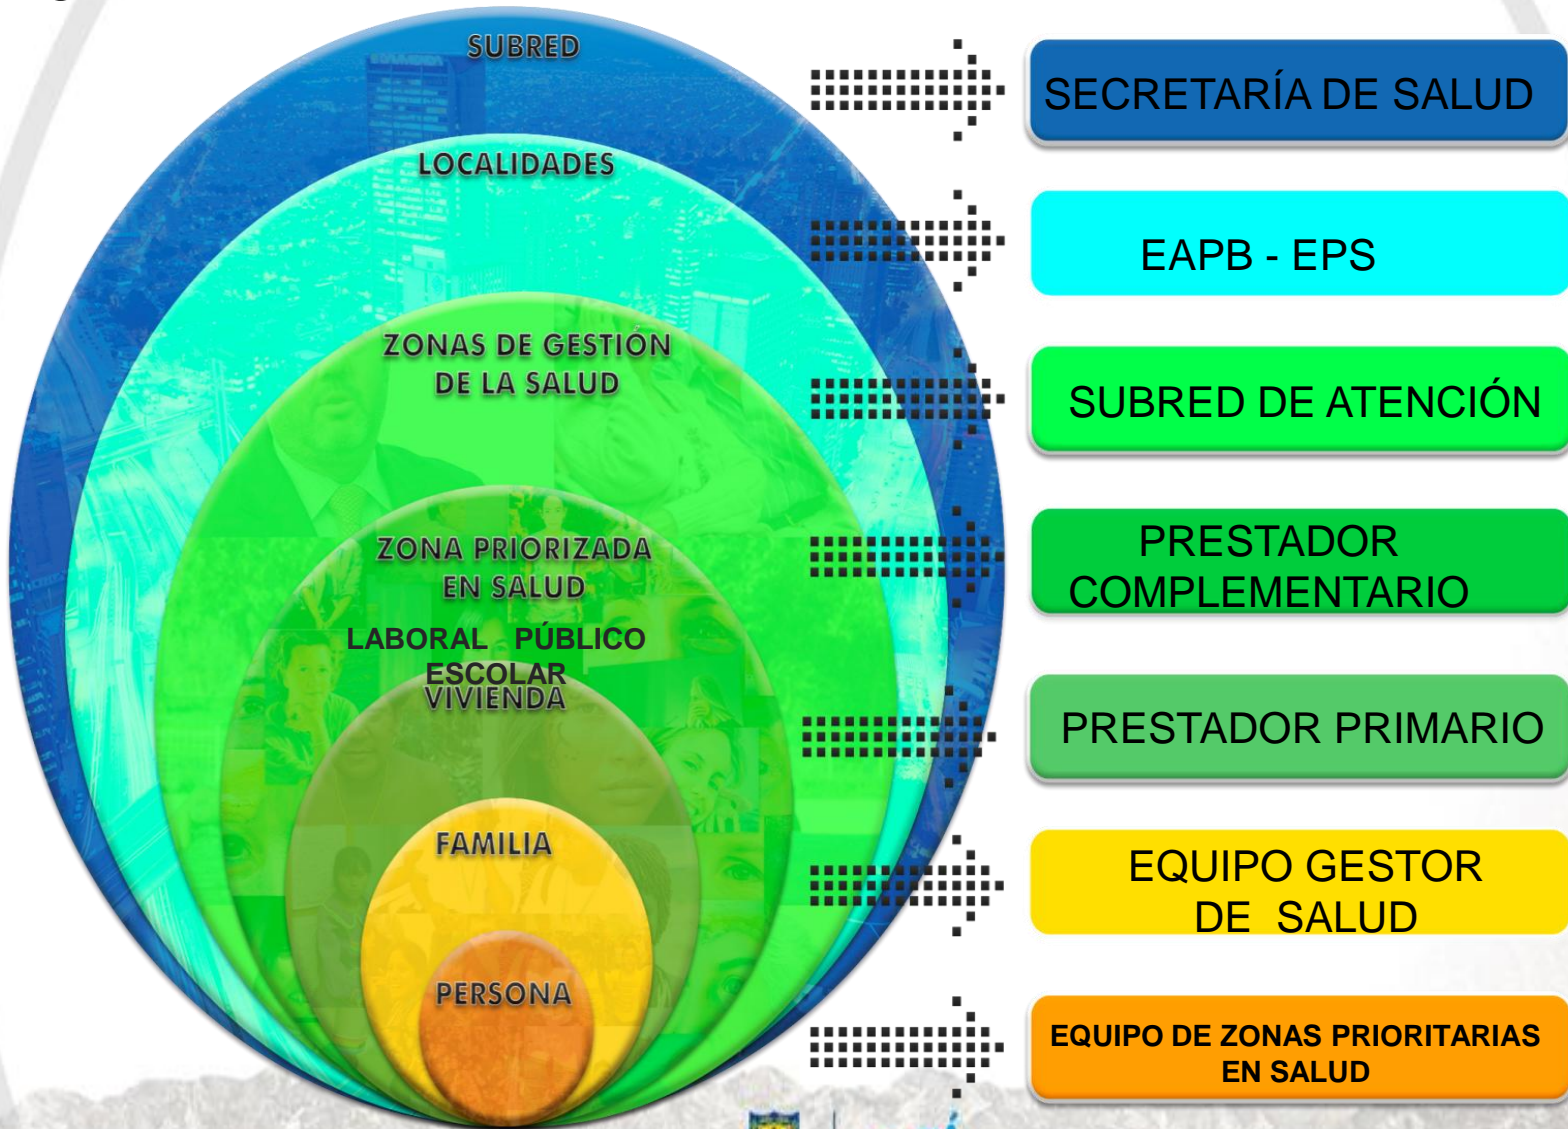 SUBRED
LOCALIDADES
ZONAS DE GESTIÓN
DE LA SALUD
ZONA PRIORIZADA
EN SALUD
LABORAL PÚBLICO
ESCOLAR
VIVIENDA
FAMILIA
PERSONA
SECRETARÍA DE SALUD
EAPB - EPS
SUBRED DE ATENCIÓN
PRESTADOR
COMPLEMENTARIO
PRESTADOR PRIMARIO
EQUIPO GESTOR
DE SALUD
EQUIPO DE ZONAS PRIORITARIAS
EN SALUD